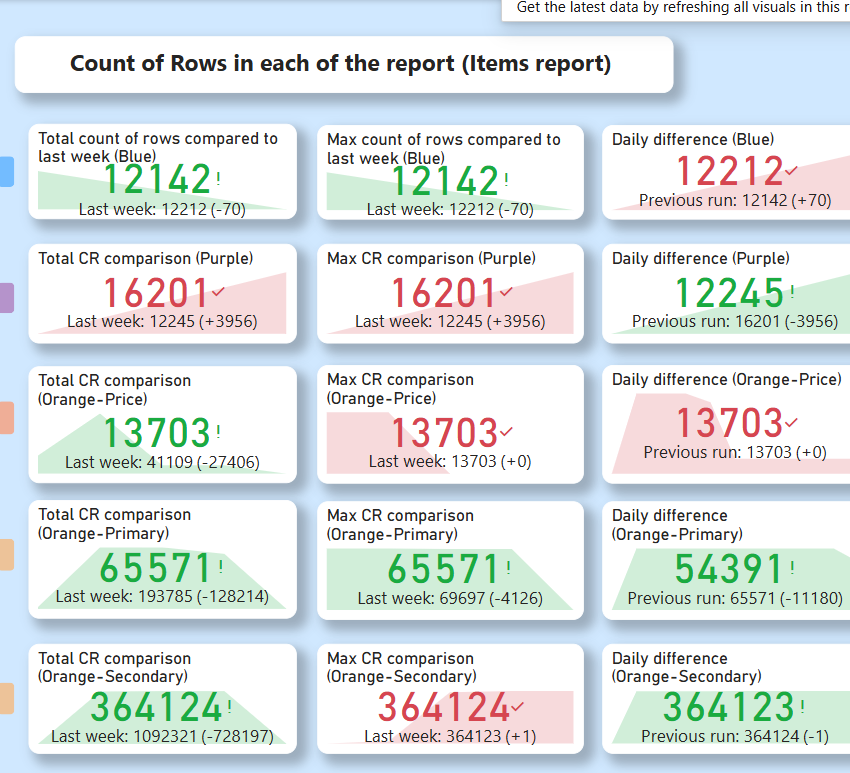 Get the latest data by refreshing all visuals in this r
Count of Rows in each of the report (Items report)
Total count of rows compared to
last week (Blue)
12142!
Last week: 12212 (-70)
Max count of rows compared to
last week (Blue)
12142!
Last week: 12212 (-70)
Daily difference (Blue)
12212✓
Previous run: 12142 (+70)
Total CR comparison (Purple)
16201✓
Last week: 12245 (+3956)
Max CR comparison (Purple)
16201✓
Last week: 12245 (+3956)
Daily difference (Purple)
12245!
Previous run: 16201 (-3956)
Total CR comparison
(Orange-Price)
13703!
Last week: 41109 (-27406)
Max CR comparison
(Orange-Price)
13703✓
Last week: 13703 (+0)
Daily difference (Orange-Price)
13703✓
Previous run: 13703 (+0)
Total CR comparison
(Orange-Primary)
65571!
Last week: 193785 (-128214)
Max CR comparison
(Orange-Primary)
65571!
Last week: 69697 (-4126)
Daily difference
(Orange-Primary)
54391!
Previous run: 65571 (-11180)
Total CR comparison
(Orange-Secondary)
364124!
Last week: 1092321 (-728197)
Max CR comparison
(Orange-Secondary)
364124✓
Last week: 364123 (+1)
Daily difference
(Orange-Secondary)
364123!
Previous run: 364124 (-1)